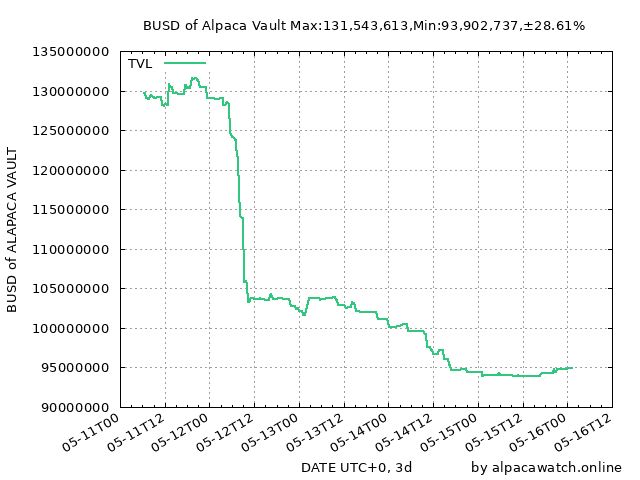 BUSD of Alpaca Vault Max:131,543,613,Min:93,902,737,±28.61%
TVL
135000000
130000000
125000000
120000000
115000000
110000000
105000000
100000000
95000000
90000000
BUSD of ALAPACA VAULT
05-11T00
05-11T12
05-12T00
05-12T12
05-13T00
05-13T12
05-14T00
05-14T12
05-15T00
05-15T12
05-16T00
05-16T12
DATE UTC+0, 3d
by alpacawatch.online